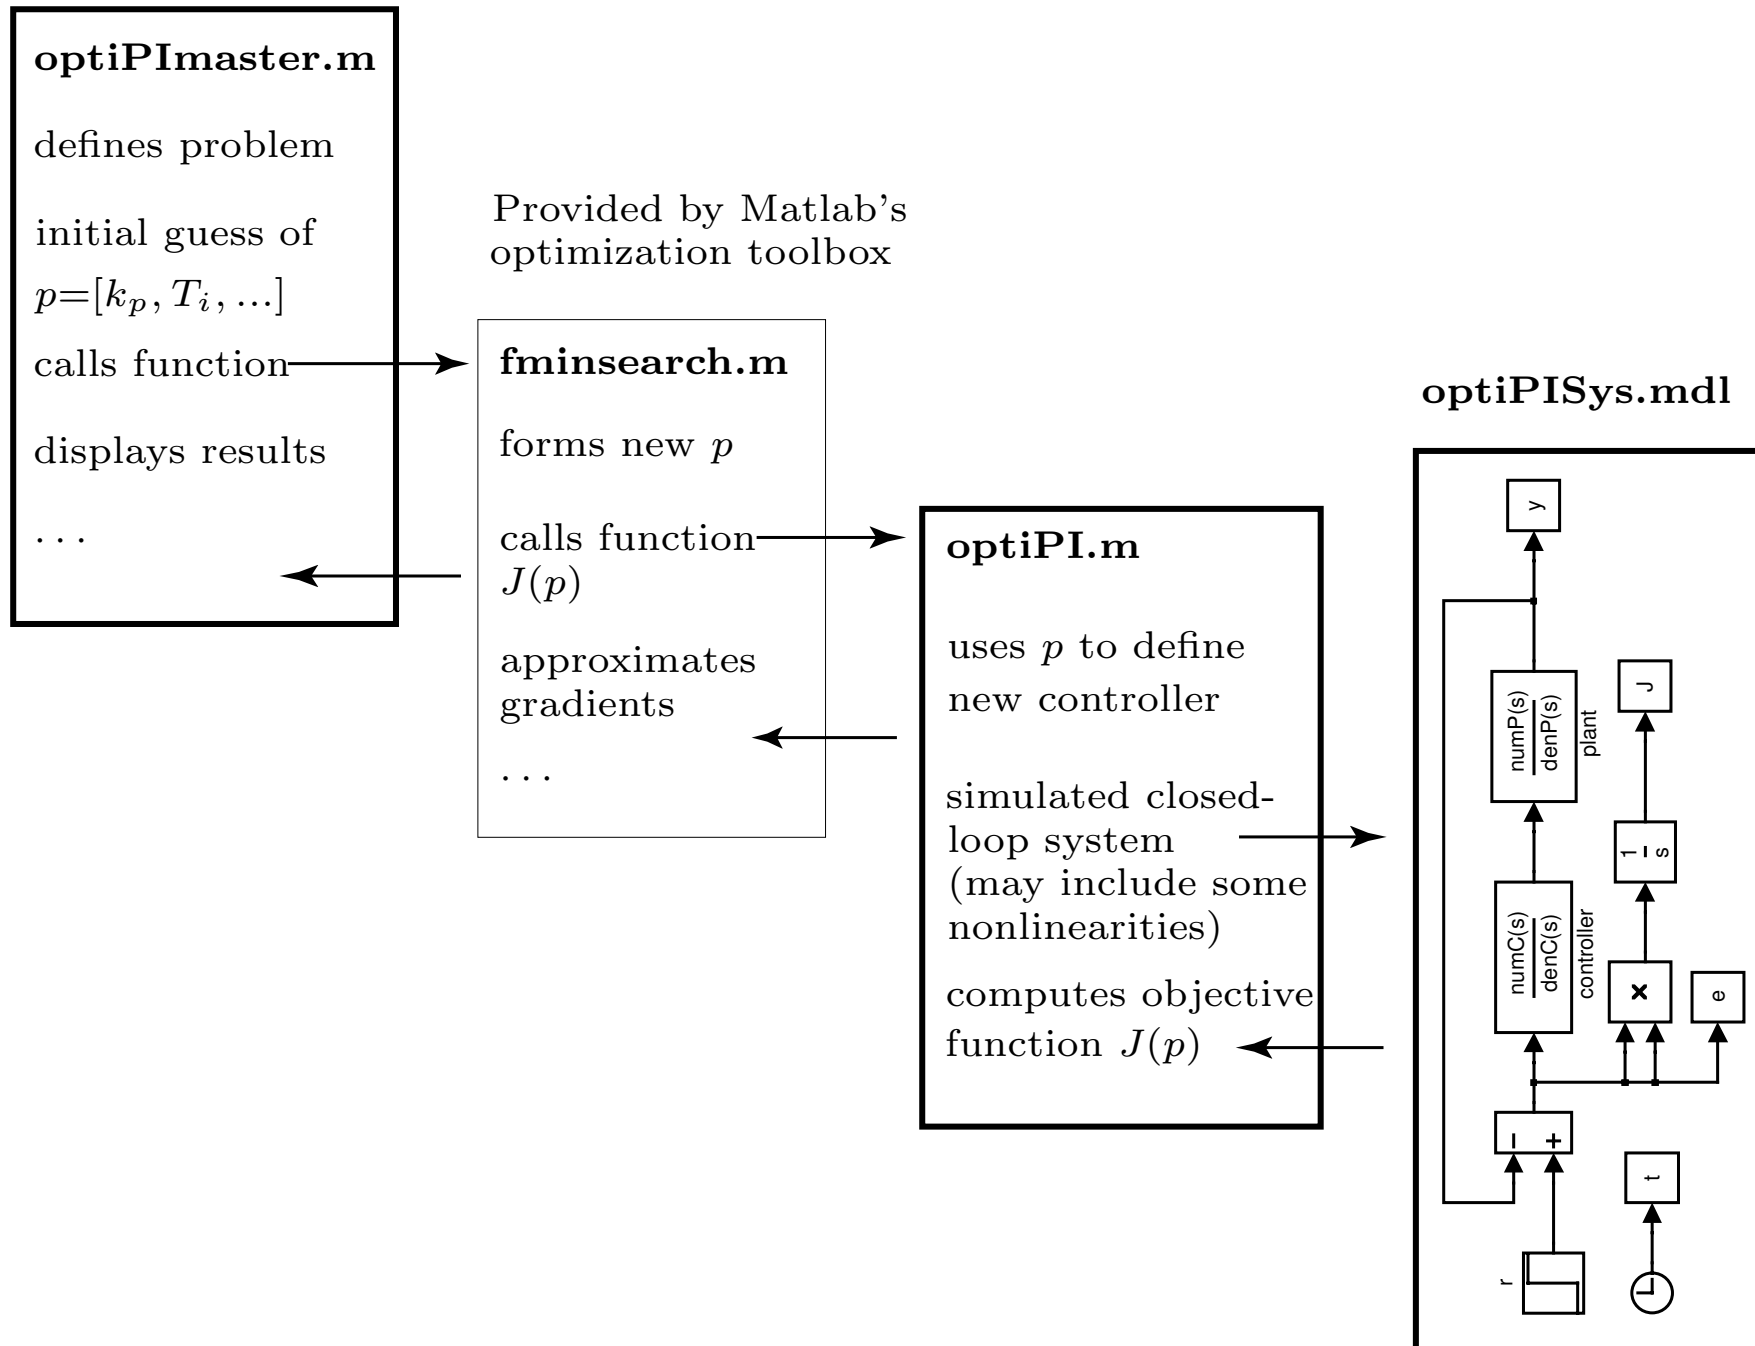 optiPImaster.m
defines problem
initial guess of
p=[k_p, T_i, ...]
calls function
displays results
...
Provided by Matlab's
optimization toolbox
fminsearch.m
forms new p
calls function
J(p)
approximates
gradients
...
optiPI.m
uses p to define
new controller
simulated closed-
loop system
(may include some
nonlinearities)
computes objective
function J(p)
optiPISys.mdl
y
numP(s)
denP(s)
plant
J
1
s
numC(s)
denC(s)
controller
×
e
−
+
t
r